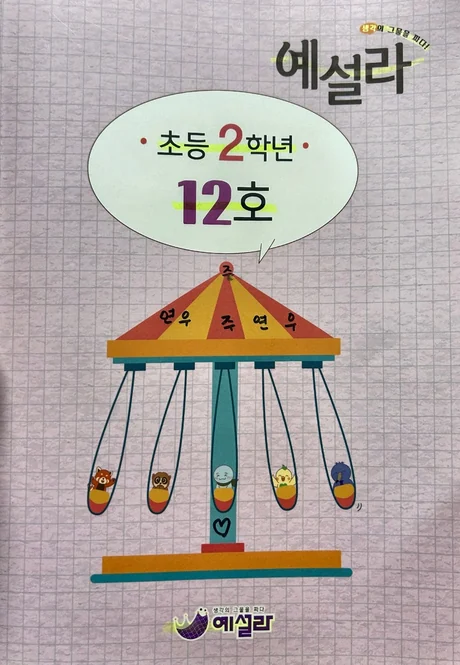 생각의 그물을 짜다!
예설라
• 초등 2학년 •
12호
주
연우 주연우
생각의 그물을 짜다
예설라